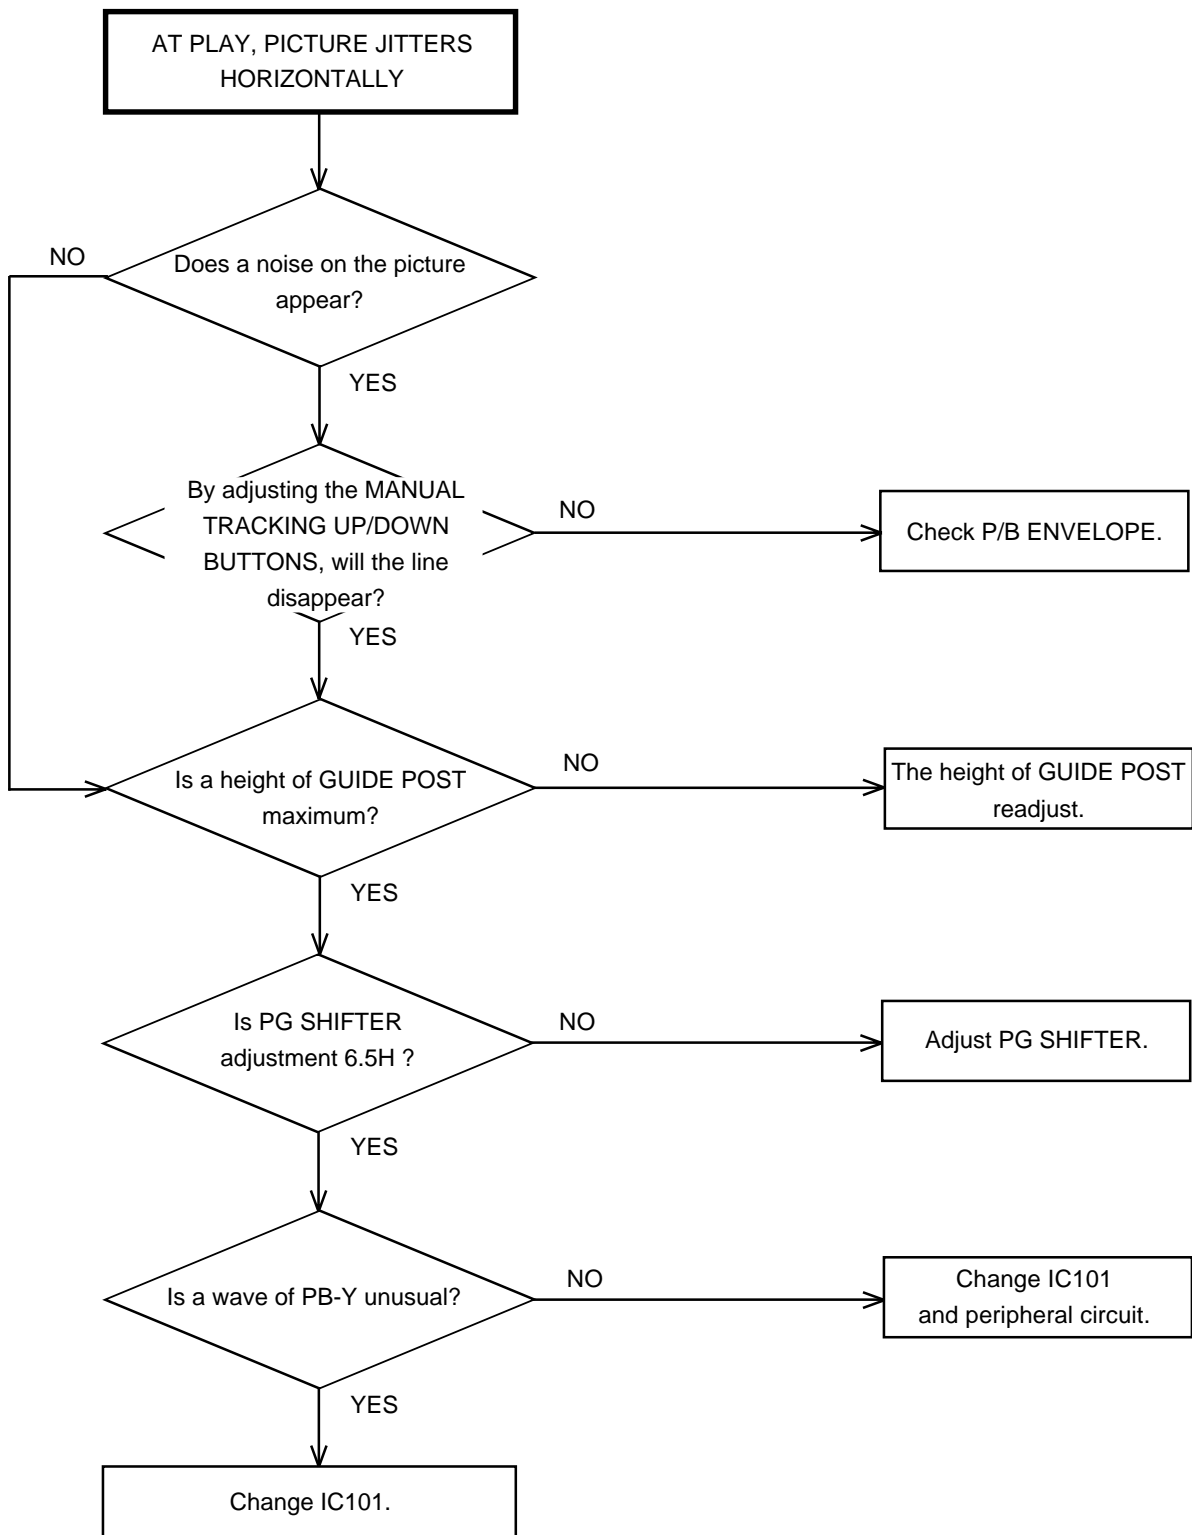 AT PLAY, PICTURE JITTERS
HORIZONTALLY
NO
Does a noise on the picture
appear?
YES
By adjusting the MANUAL
TRACKING UP/DOWN
BUTTONS, will the line
disappear?
NO
Check P/B ENVELOPE.
YES
Is a height of GUIDE POST
maximum?
NO
The height of GUIDE POST
readjust.
YES
Is PG SHIFTER
adjustment 6.5H ?
NO
Adjust PG SHIFTER.
YES
Is a wave of PB-Y unusual?
NO
Change IC101
and peripheral circuit.
YES
Change IC101.